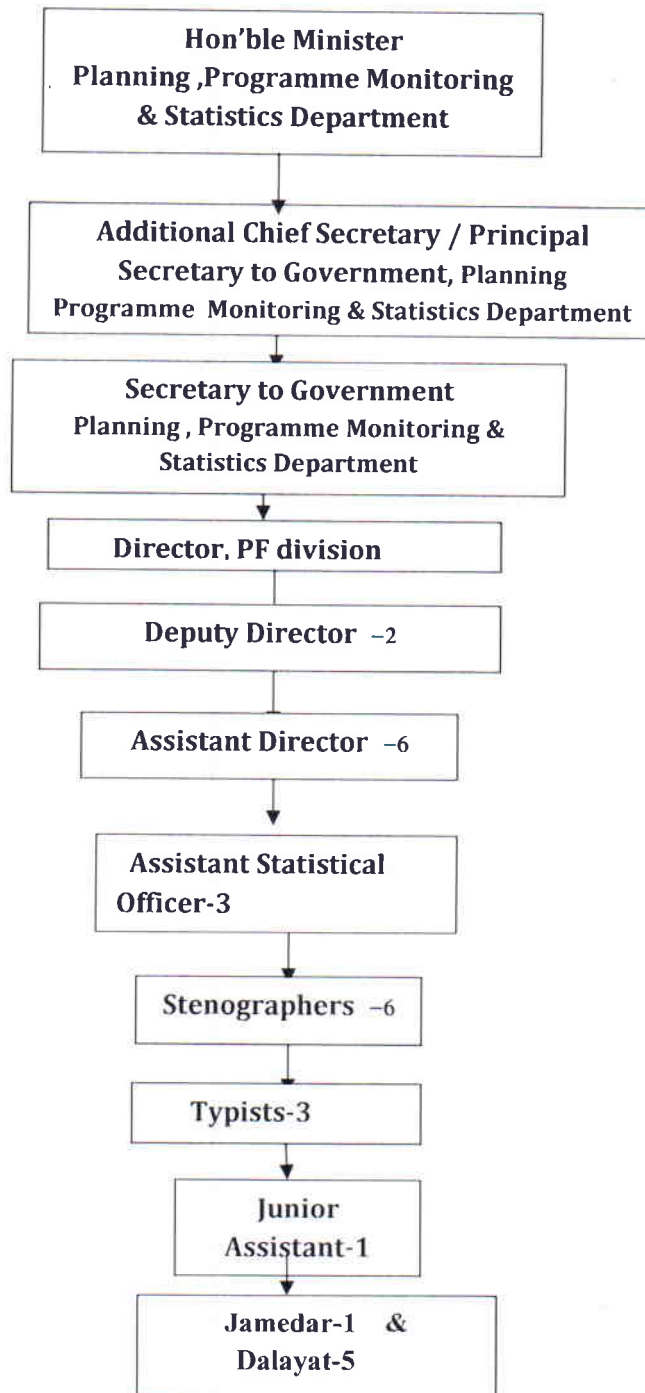 Hon'ble Minister
Planning ,Programme Monitoring
& Statistics Department
Additional Chief Secretary / Principal
Secretary to Government, Planning
Programme Monitoring & Statistics Department
Secretary to Government
Planning , Programme Monitoring &
Statistics Department
Director, PF division
Deputy Director –2
Assistant Director –6
Assistant Statistical
Officer-3
Stenographers –6
Typists-3
Junior
Assistant-1
Jamedar-1 &
Dalayat-5